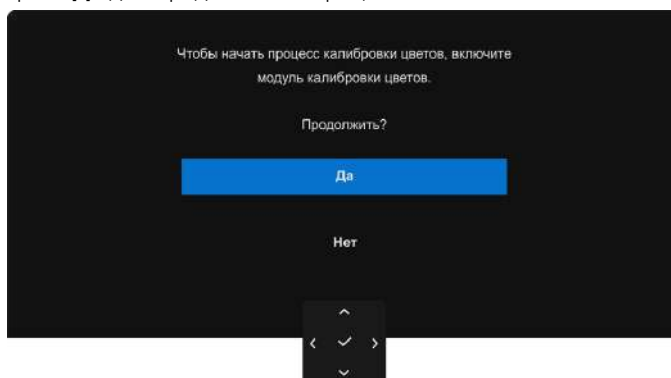 Чтобы начать процесс калибровки цветов, включите
модуль калибровки цветов.
Продолжить?
Да
Нет